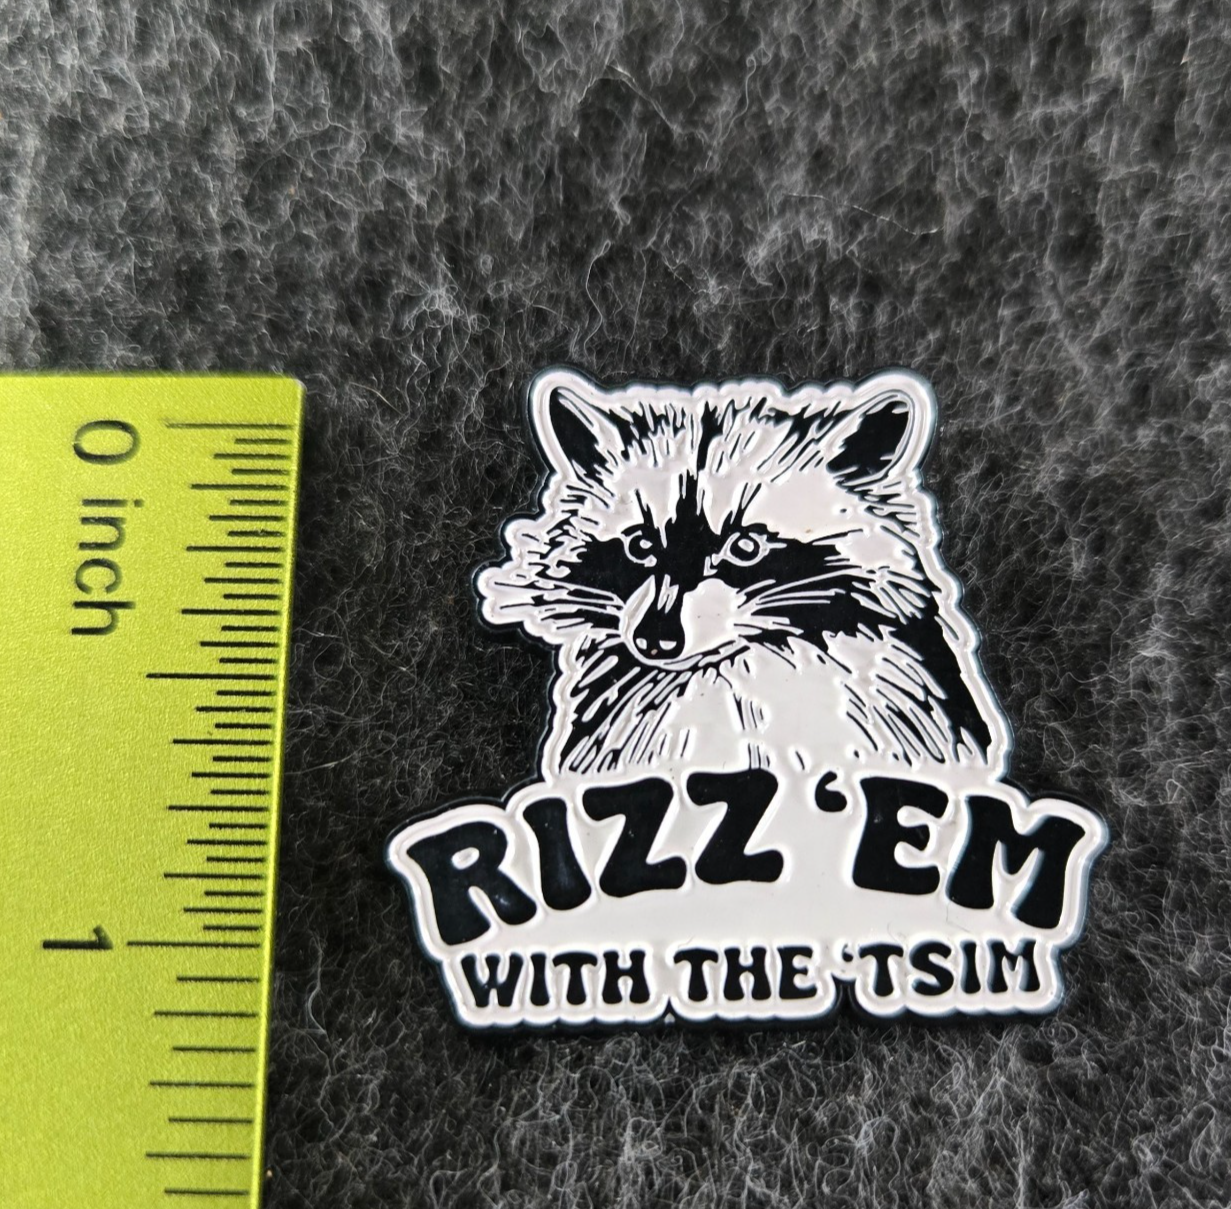 0 inch
1
RIZZ ‘EM
WITH THE ‘TSIM